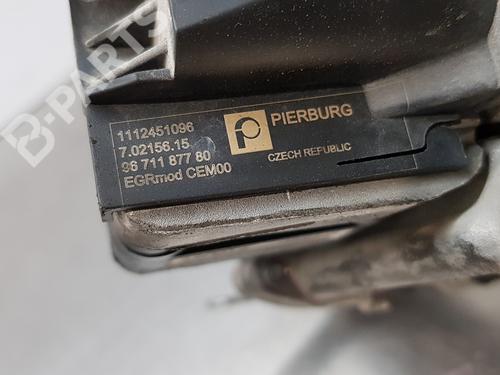 B-PARTS
1112451096
7.02156.15
96 711 877 80
EGRmod CEM00
PIERBURG
CZECH REPUBLIC